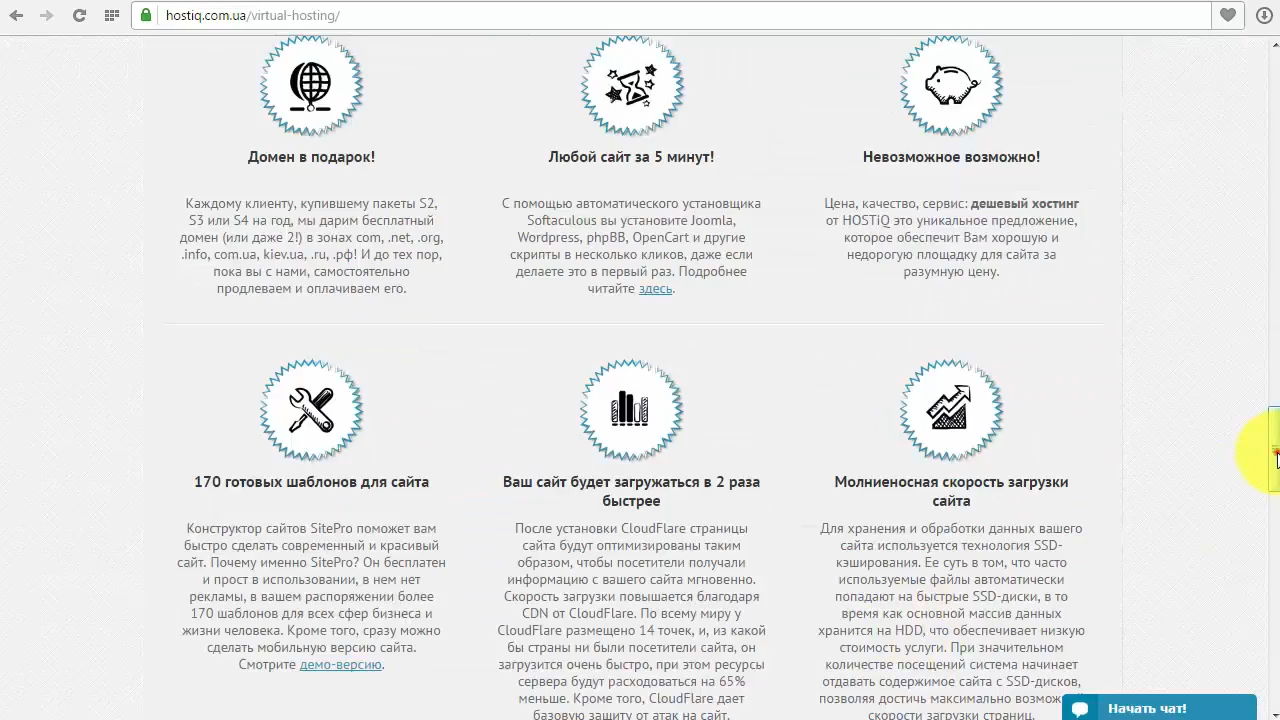 hostiq.com.ua/virtual-hosting/
Домен в подарок!
Каждому клиенту, купившему пакеты S2,
S3 или S4 на год, мы дарим бесплатный
домен (или даже 2!) в зонах com, .net, .org,
.info, com.ua, kiev.ua, .ru, .рф! И до тех пор,
пока вы с нами, самостоятельно
продлеваем и оплачиваем его.
Любой сайт за 5 минут!
С помощью автоматического установщика
Softaculous вы установите Joomla,
Wordpress, phpBB, OpenCart и другие
скрипты в несколько кликов, даже если
делаете это в первый раз. Подробнее
читайте здесь.
Невозможное возможно!
Цена, качество, сервис: дешевый хостинг
от HOSTiQ это уникальное предложение,
которое обеспечит Вам хорошую и
недорогую площадку для сайта за
разумную цену.
170 готовых шаблонов для сайта
Конструктор сайтов SitePro поможет вам
быстро сделать современный и красивый
сайт. Почему именно SitePro? Он бесплатен
и прост в использовании, в нем нет
рекламы, в вашем распоряжении более
170 шаблонов для всех сфер бизнеса и
жизни человека. Кроме того, сразу можно
сделать мобильную версию сайта.
Смотрите демо-версию.
Ваш сайт будет загружаться в 2 раза
быстрее
После установки CloudFlare страницы
сайта будут оптимизированы таким
образом, чтобы посетители получали
информацию с вашего сайта мгновенно.
Скорость загрузки повышается благодаря
CDN от CloudFlare. По всему миру у
CloudFlare размещено 14 точек, и, из какой
бы страны ни были посетители сайта, он
загрузится очень быстро, при этом ресурсы
сервера будут расходоваться на 65%
меньше. Кроме того, CloudFlare дает
базовую защиту от атак на сайт.
Молниеносная скорость загрузки
сайта
Для хранения и обработки данных вашего
сайта используется технология SSD-
кэширования. Ее суть в том, что часто
используемые файлы автоматически
попадают на быстрые SSD-диски, в то
время как основной массив данных
хранится на HDD, что обеспечивает низкую
стоимость услуги. При значительном
количестве посещений система начинает
отдавать содержимое сайта с SSD-дисков,
позволяя достичь максимально
скорости загрузки страниц.
Начать чат!